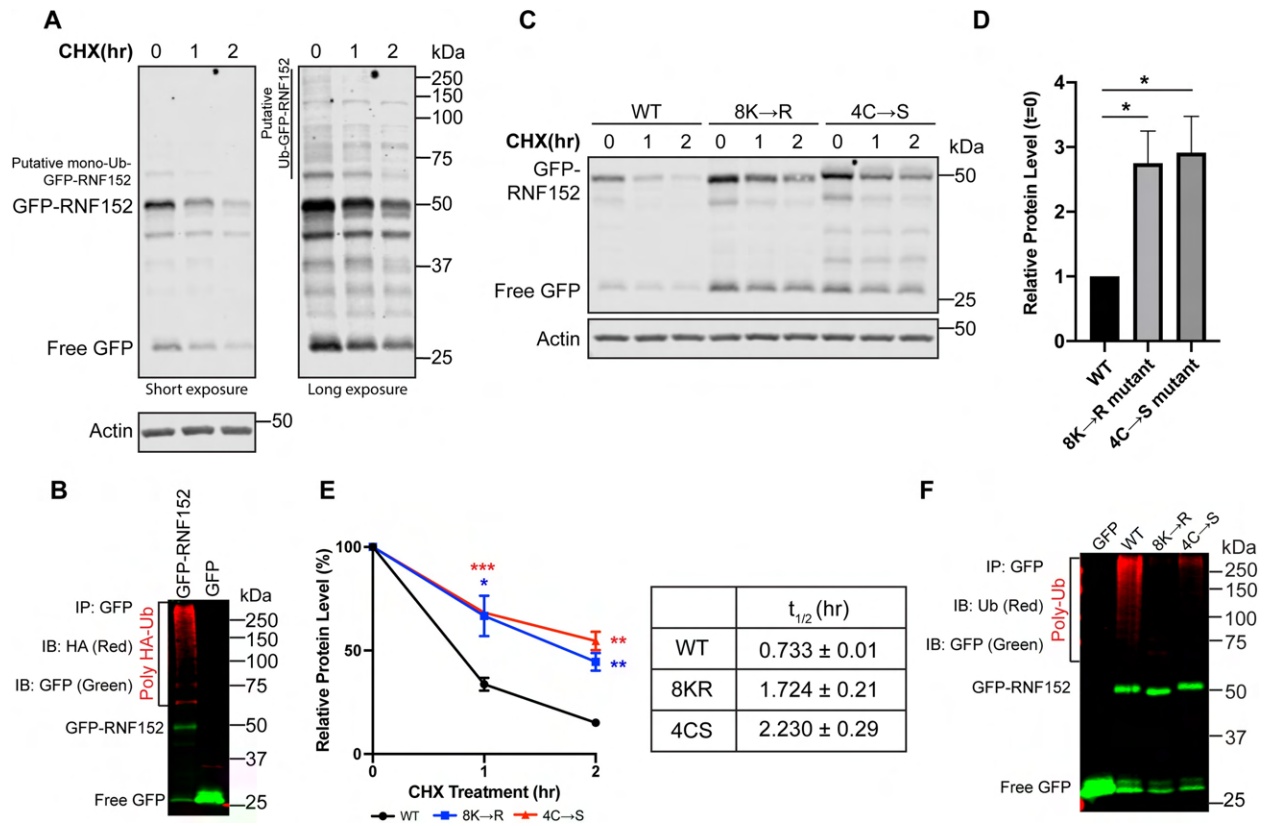 A
CHX(hr) 0 1 2 0 1 2 kDa
Putative
Ub-GFP-RNF152
250
150
100
75
50
37
25
Putative mono-Ub-
GFP-RNF152
GFP-RNF152
Free GFP
Short exposure Long exposure
Actin 50
C
WT 8K→R 4C→S
CHX(hr) 0 1 2 0 1 2 0 1 2 kDa
GFP-
RNF152
50
Free GFP
25
50
Actin
D
Relative Protein Level (t=0)
4
3
2
1
0
* 
*
WT
8K→R mutant
4C→S mutant
B
GFP-RNF152
GFP
kDa
IP: GFP
IB: HA (Red)
IB: GFP (Green)
Poly HA-Ub
GFP-RNF152
Free GFP
250
150
100
75
50
37
25
E
Relative Protein Level (%)
100
50
0
***
*
**
**
0 1 2
CHX Treatment (hr)
WT 8K→R 4C→S
t1/2 (hr)
WT 0.733 ± 0.01
8KR 1.724 ± 0.21
4CS 2.230 ± 0.29
F
GFP
WT
8K→R
4C→S
kDa
IP: GFP
IB: Ub (Red)
IB: GFP (Green)
Poly-Ub
GFP-RNF152
Free GFP
250
150
100
75
50
37
25